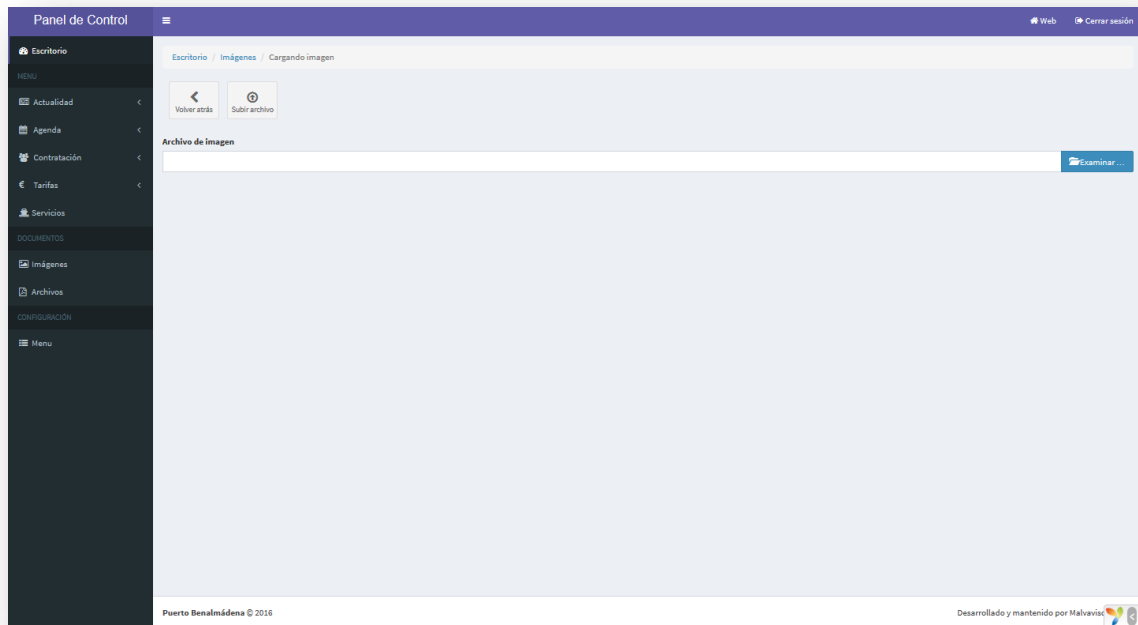 Panel de Control
Web Cerrar sesión
Escritorio
Escritorio / Imágenes / Cargando imagen
MENU
Actualidad
Agenda
Contratación
€ Tarifas
Servicios
DOCUMENTOS
Imágenes
Archivos
CONFIGURACIÓN
Menu
Volver atrás Subir archivo
Archivo de imagen
Examinar ...
Puerto Benalmádena © 2016
Desarrollado y mantenido por